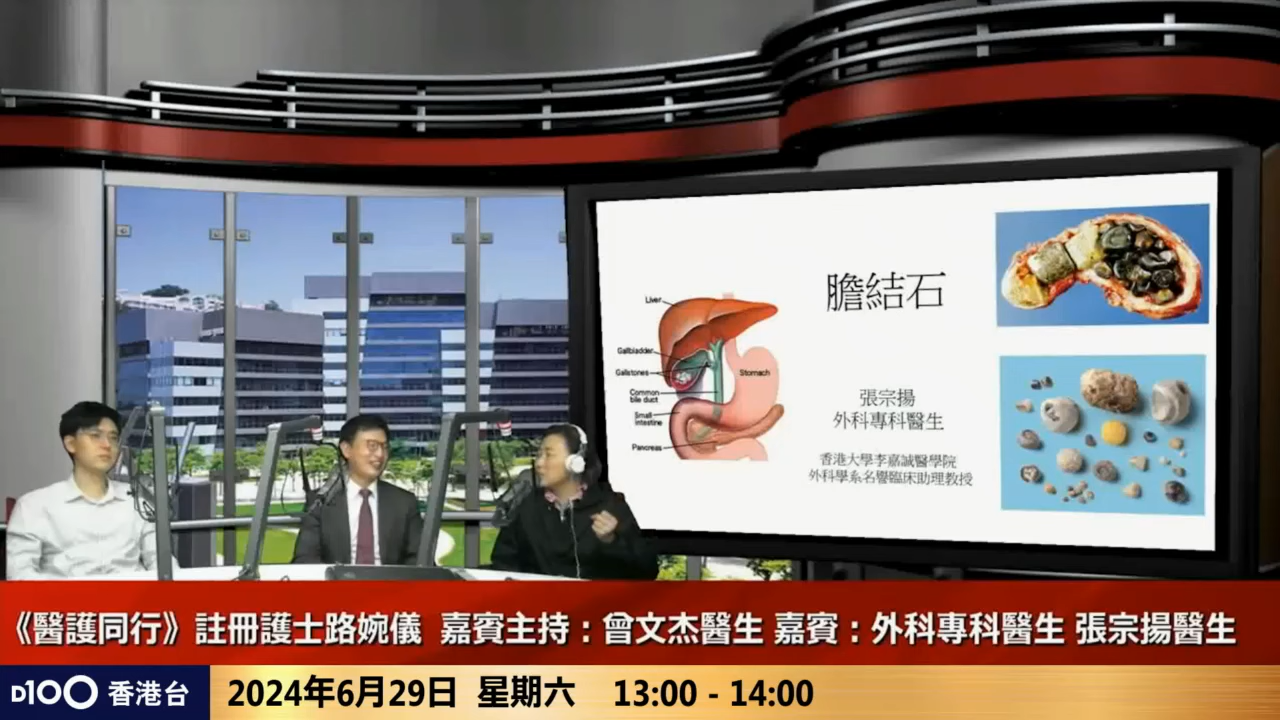 膽結石
張宗揚
外科專科醫生
香港大學李嘉誠醫學院
外科學系名譽臨床助理教授
Liver
Gallbladder
Gallstones
Common
bile duct
Small
intestine
Pancreas
Stomach
《醫護同行》註冊護士路婉儀 嘉賓主持：曾文杰醫生 嘉賓：外科專科醫生 張宗揚醫生
D100 香港台
2024年6月29日 星期六 13:00 - 14:00